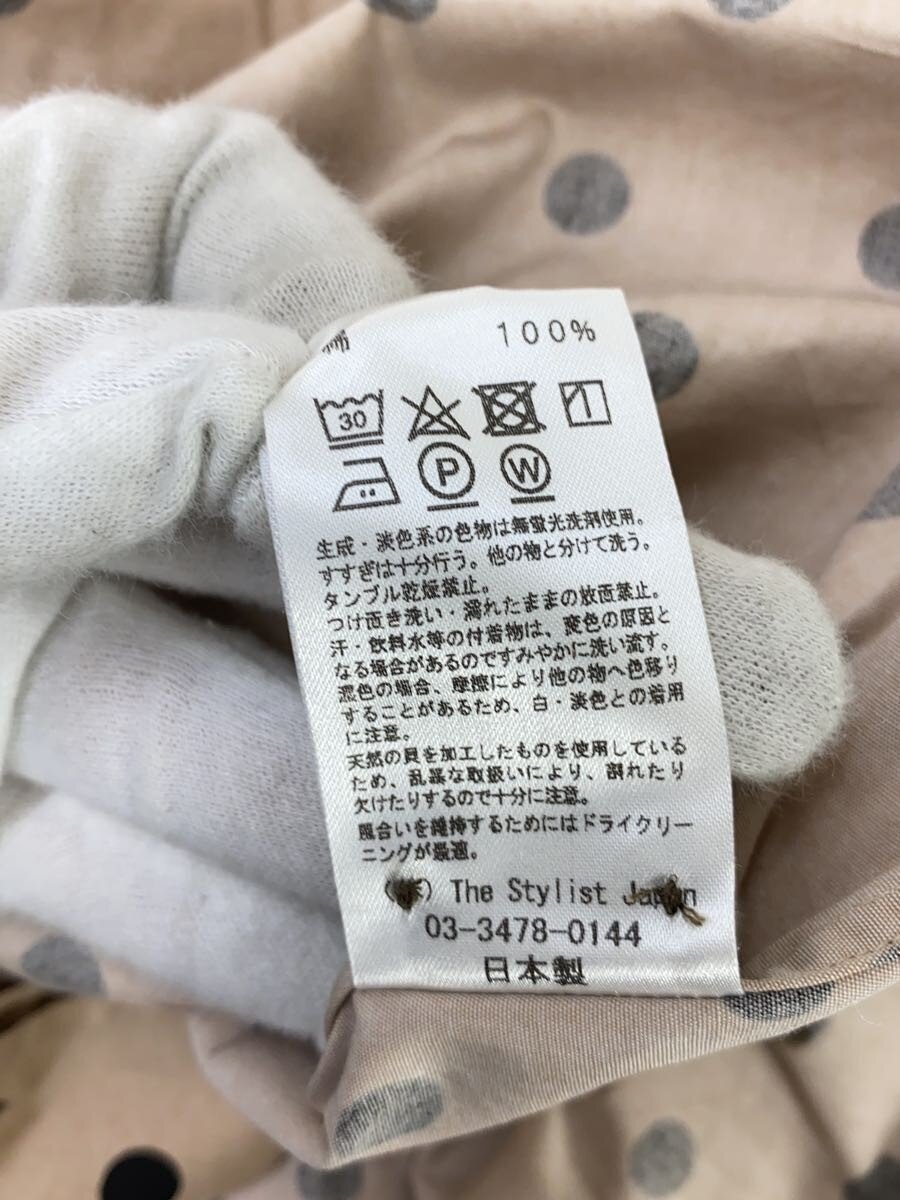 綿 100%
30
P W
生成・淡色系の色物は無蛍光洗剤使用。
すすぎは十分行う。他の物と分けて洗う。
タンブル乾燥禁止。
つけ置き洗い・濡れたままの放置禁止。
汗・飲料水等の付着物は、変色の原因と
なる場合があるのですみやかに洗い流す。
濃色の場合、摩擦により他の物へ色移り
することがあるため、白・淡色との着用
に注意。
天然の貝を加工したものを使用している
ため、乱暴な取扱いにより、割れたり
欠けたりするので十分に注意。
風合いを維持するためにはドライクリー
ニングが最適。
(株) The Stylist Japan
03-3478-0144
日本製